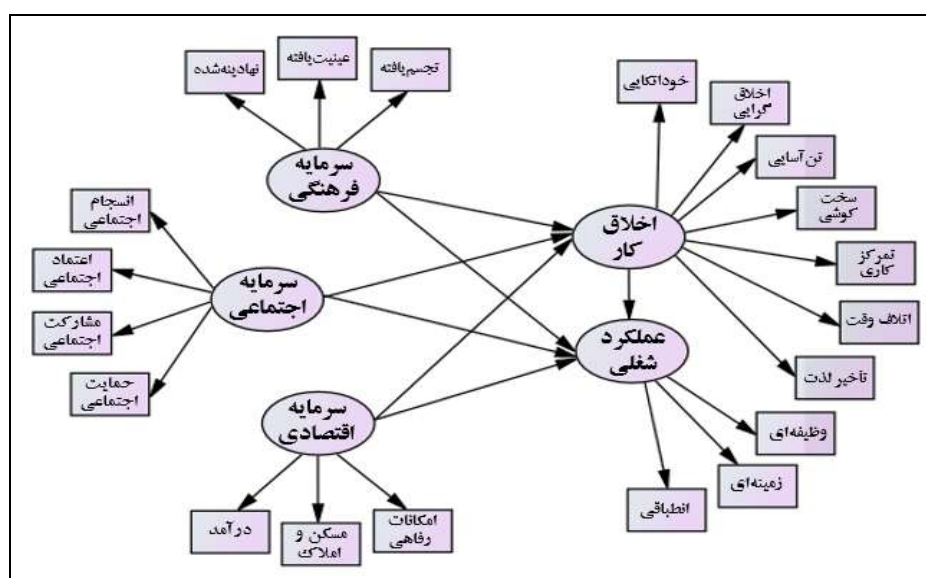 نهادینه‌شده
عینیت‌یافته
تجسم‌یافته
سرمایه
فرهنگی
انسجام
اجتماعی
اعتماد
اجتماعی
مشارکت
اجتماعی
حمایت
اجتماعی
سرمایه
اجتماعی
سرمایه
اقتصادی
درآمد
مسکن و
املاک
امکانات
رفاهی
خوداتکایی
اخلاق
گرایی
تن‌آسایی
سخت
کوشی
تمرکز
کاری
اتلاف وقت
تأخیر لذت
اخلاق
کار
عملکرد
شغلی
وظیفه‌ای
زمینه‌ای
انطباقی